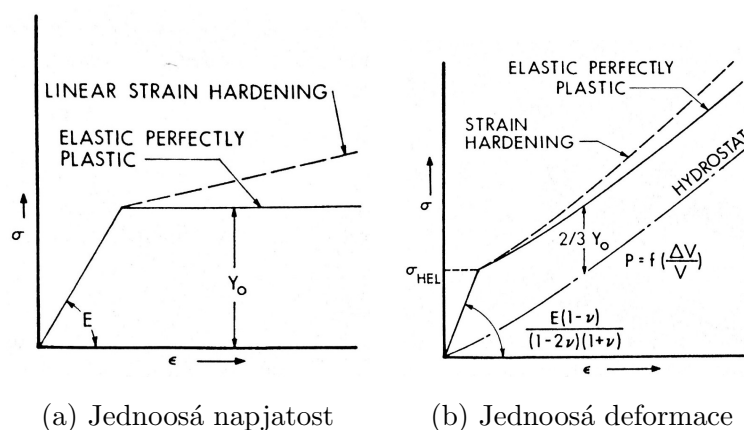 LINEAR STRAIN HARDENING
ELASTIC PERFECTLY
PLASTIC
σ
E
Y₀
ϵ
(a) Jednoosá napjatost
ELASTIC PERFECTLY
PLASTIC
STRAIN
HARDENING
HYDROSTAT
σ
2/3 Y₀
σ_HEL
P = f (ΔV/V)
E(1-ν)
(1-2ν)(1+ν)
ϵ
(b) Jednoosá deformace